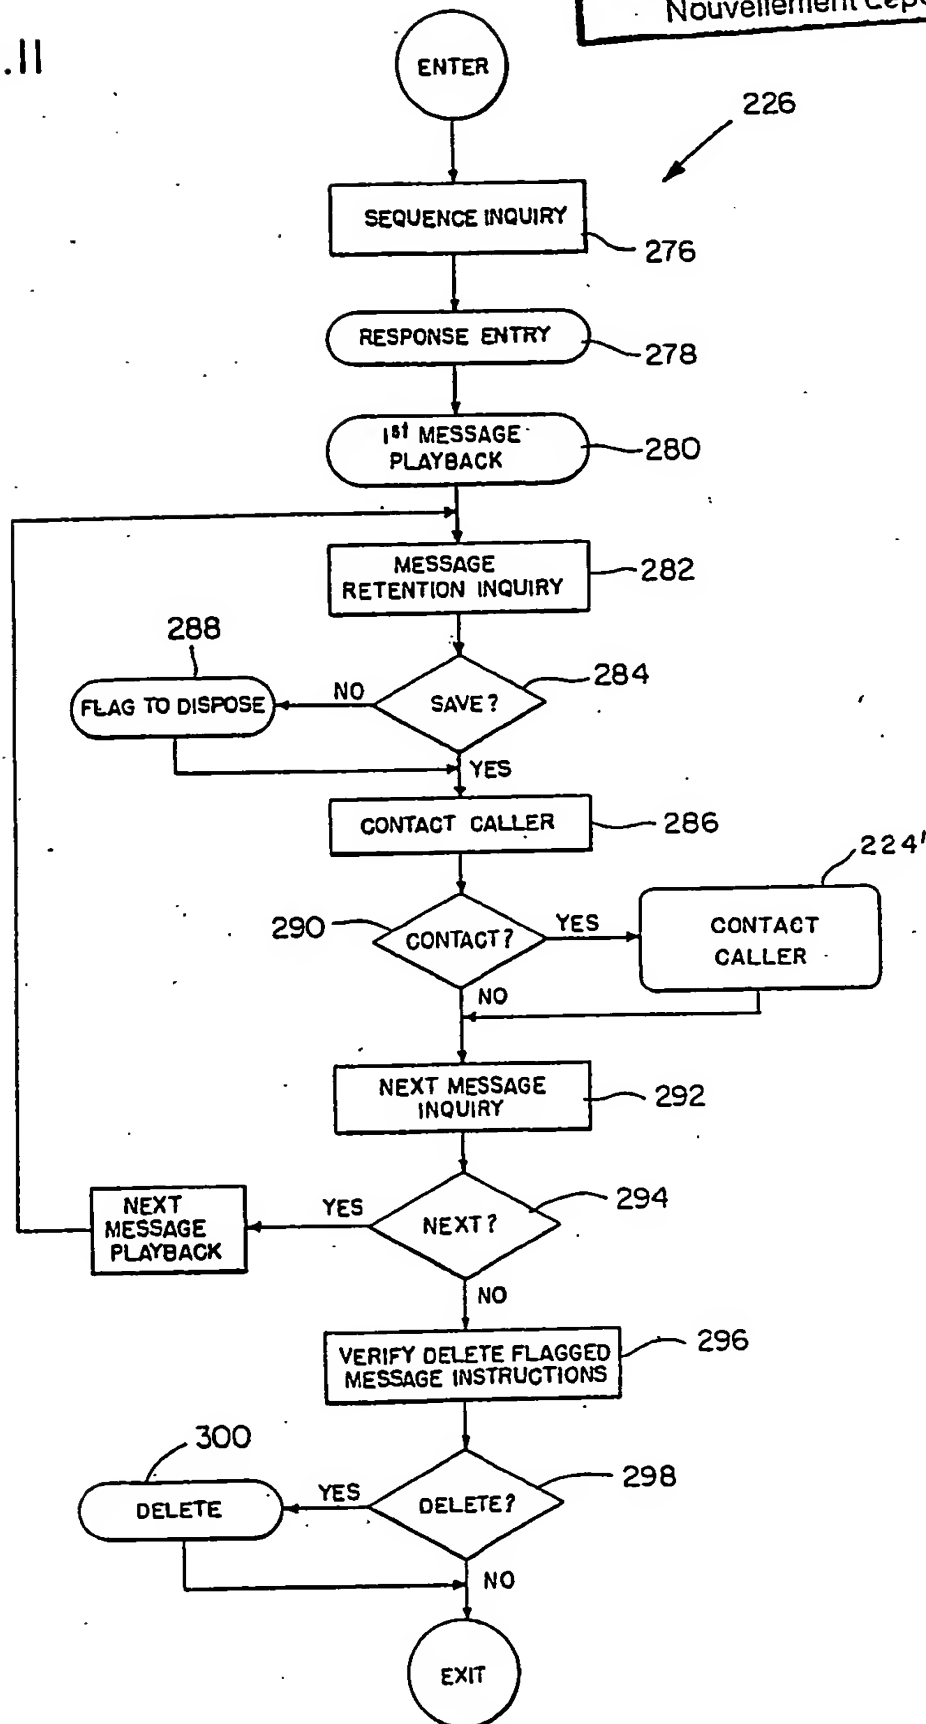 Nouvellement
.11
ENTER
226
SEQUENCE INQUIRY
276
RESPONSE ENTRY
278
1st MESSAGE
PLAYBACK
280
MESSAGE
RETENTION INQUIRY
282
288
284
FLAG TO DISPOSE
NO
SAVE?
YES
CONTACT CALLER
286
224'
290
CONTACT?
YES
CONTACT
CALLER
NO
NEXT MESSAGE
INQUIRY
292
294
NEXT
MESSAGE
PLAYBACK
YES
NEXT?
NO
VERIFY DELETE FLAGGED
MESSAGE INSTRUCTIONS
296
300
298
DELETE
YES
DELETE?
NO
EXIT